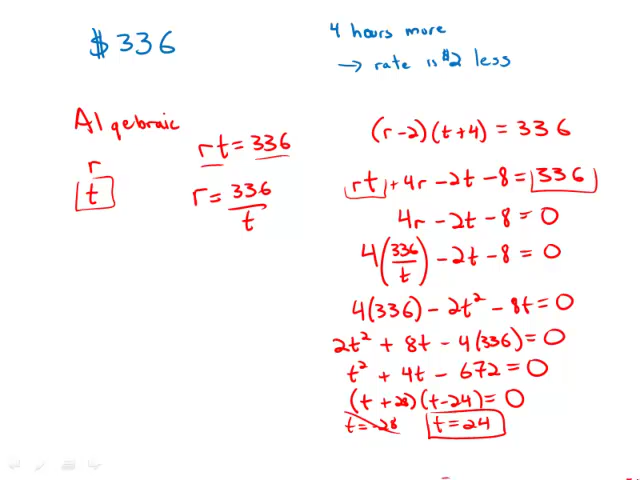 $336
4 hours more
→ rate is $2 less
Algebraic
r
t
rt = 336
r = 336/t
(r-2)(t+4) = 336
rt + 4r - 2t - 8 = 336
4r - 2t - 8 = 0
4(336/t) - 2t - 8 = 0
4(336) - 2t² - 8t = 0
2t² + 8t - 4(336) = 0
t² + 4t - 672 = 0
(t + 28)(t - 24) = 0
t = -28 t = 24